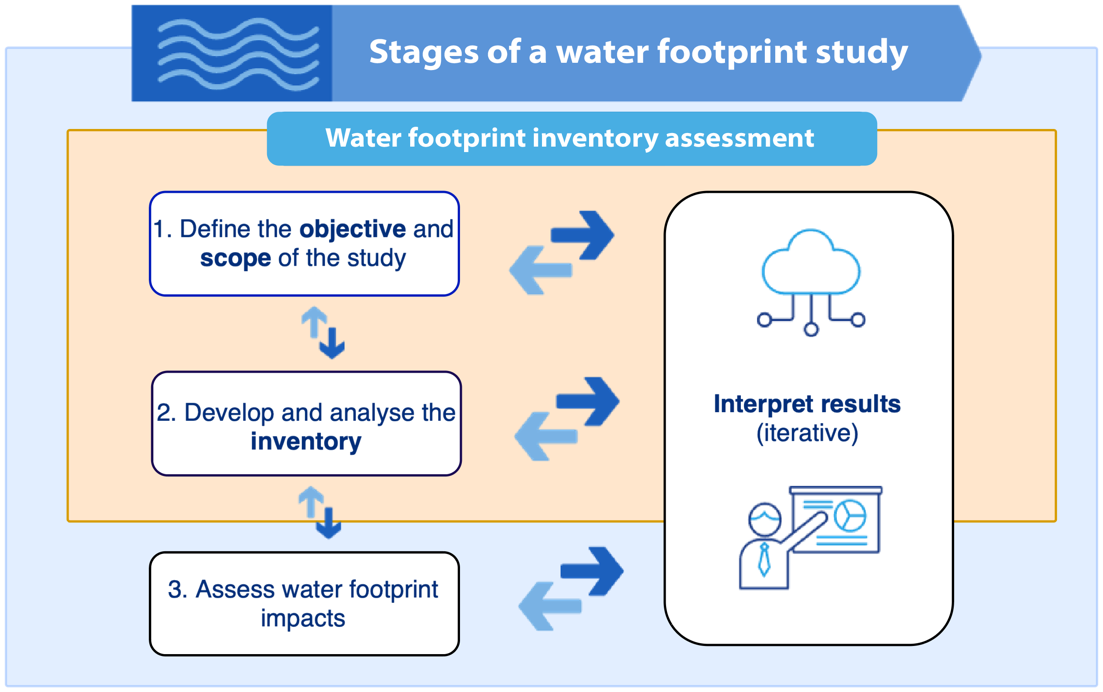 Stages of a water footprint study
Water footprint inventory assessment
1. Define the objective and
scope of the study
2. Develop and analyse the
inventory
3. Assess water footprint
impacts
Interpret results
(iterative)